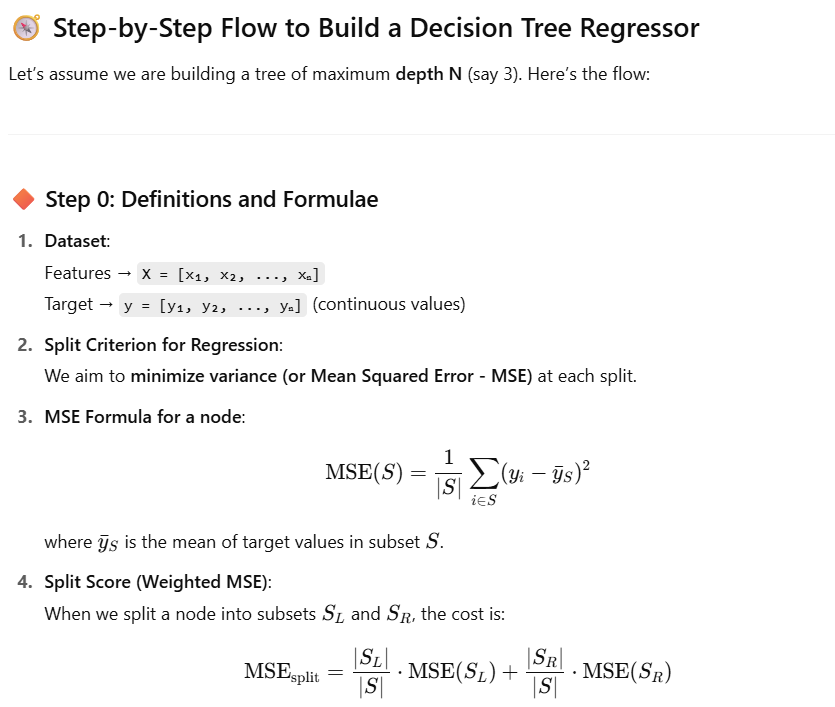 🧭 Step-by-Step Flow to Build a Decision Tree Regressor
Let's assume we are building a tree of maximum depth N (say 3). Here's the flow:
♦ Step 0: Definitions and Formulae
1. Dataset:
Features → X = [x₁, x₂, ..., xₙ]
Target → y = [y₁, y₂, ..., yₙ] (continuous values)
2. Split Criterion for Regression:
We aim to minimize variance (or Mean Squared Error - MSE) at each split.
3. MSE Formula for a node:
MSE(S) = 1/|S| ∑_{i∈S} (y_i − ȳ_S)²
where ȳ_S is the mean of target values in subset S.
4. Split Score (Weighted MSE):
When we split a node into subsets S_L and S_R, the cost is:
MSE_split = |S_L|/|S| · MSE(S_L) + |S_R|/|S| · MSE(S_R)